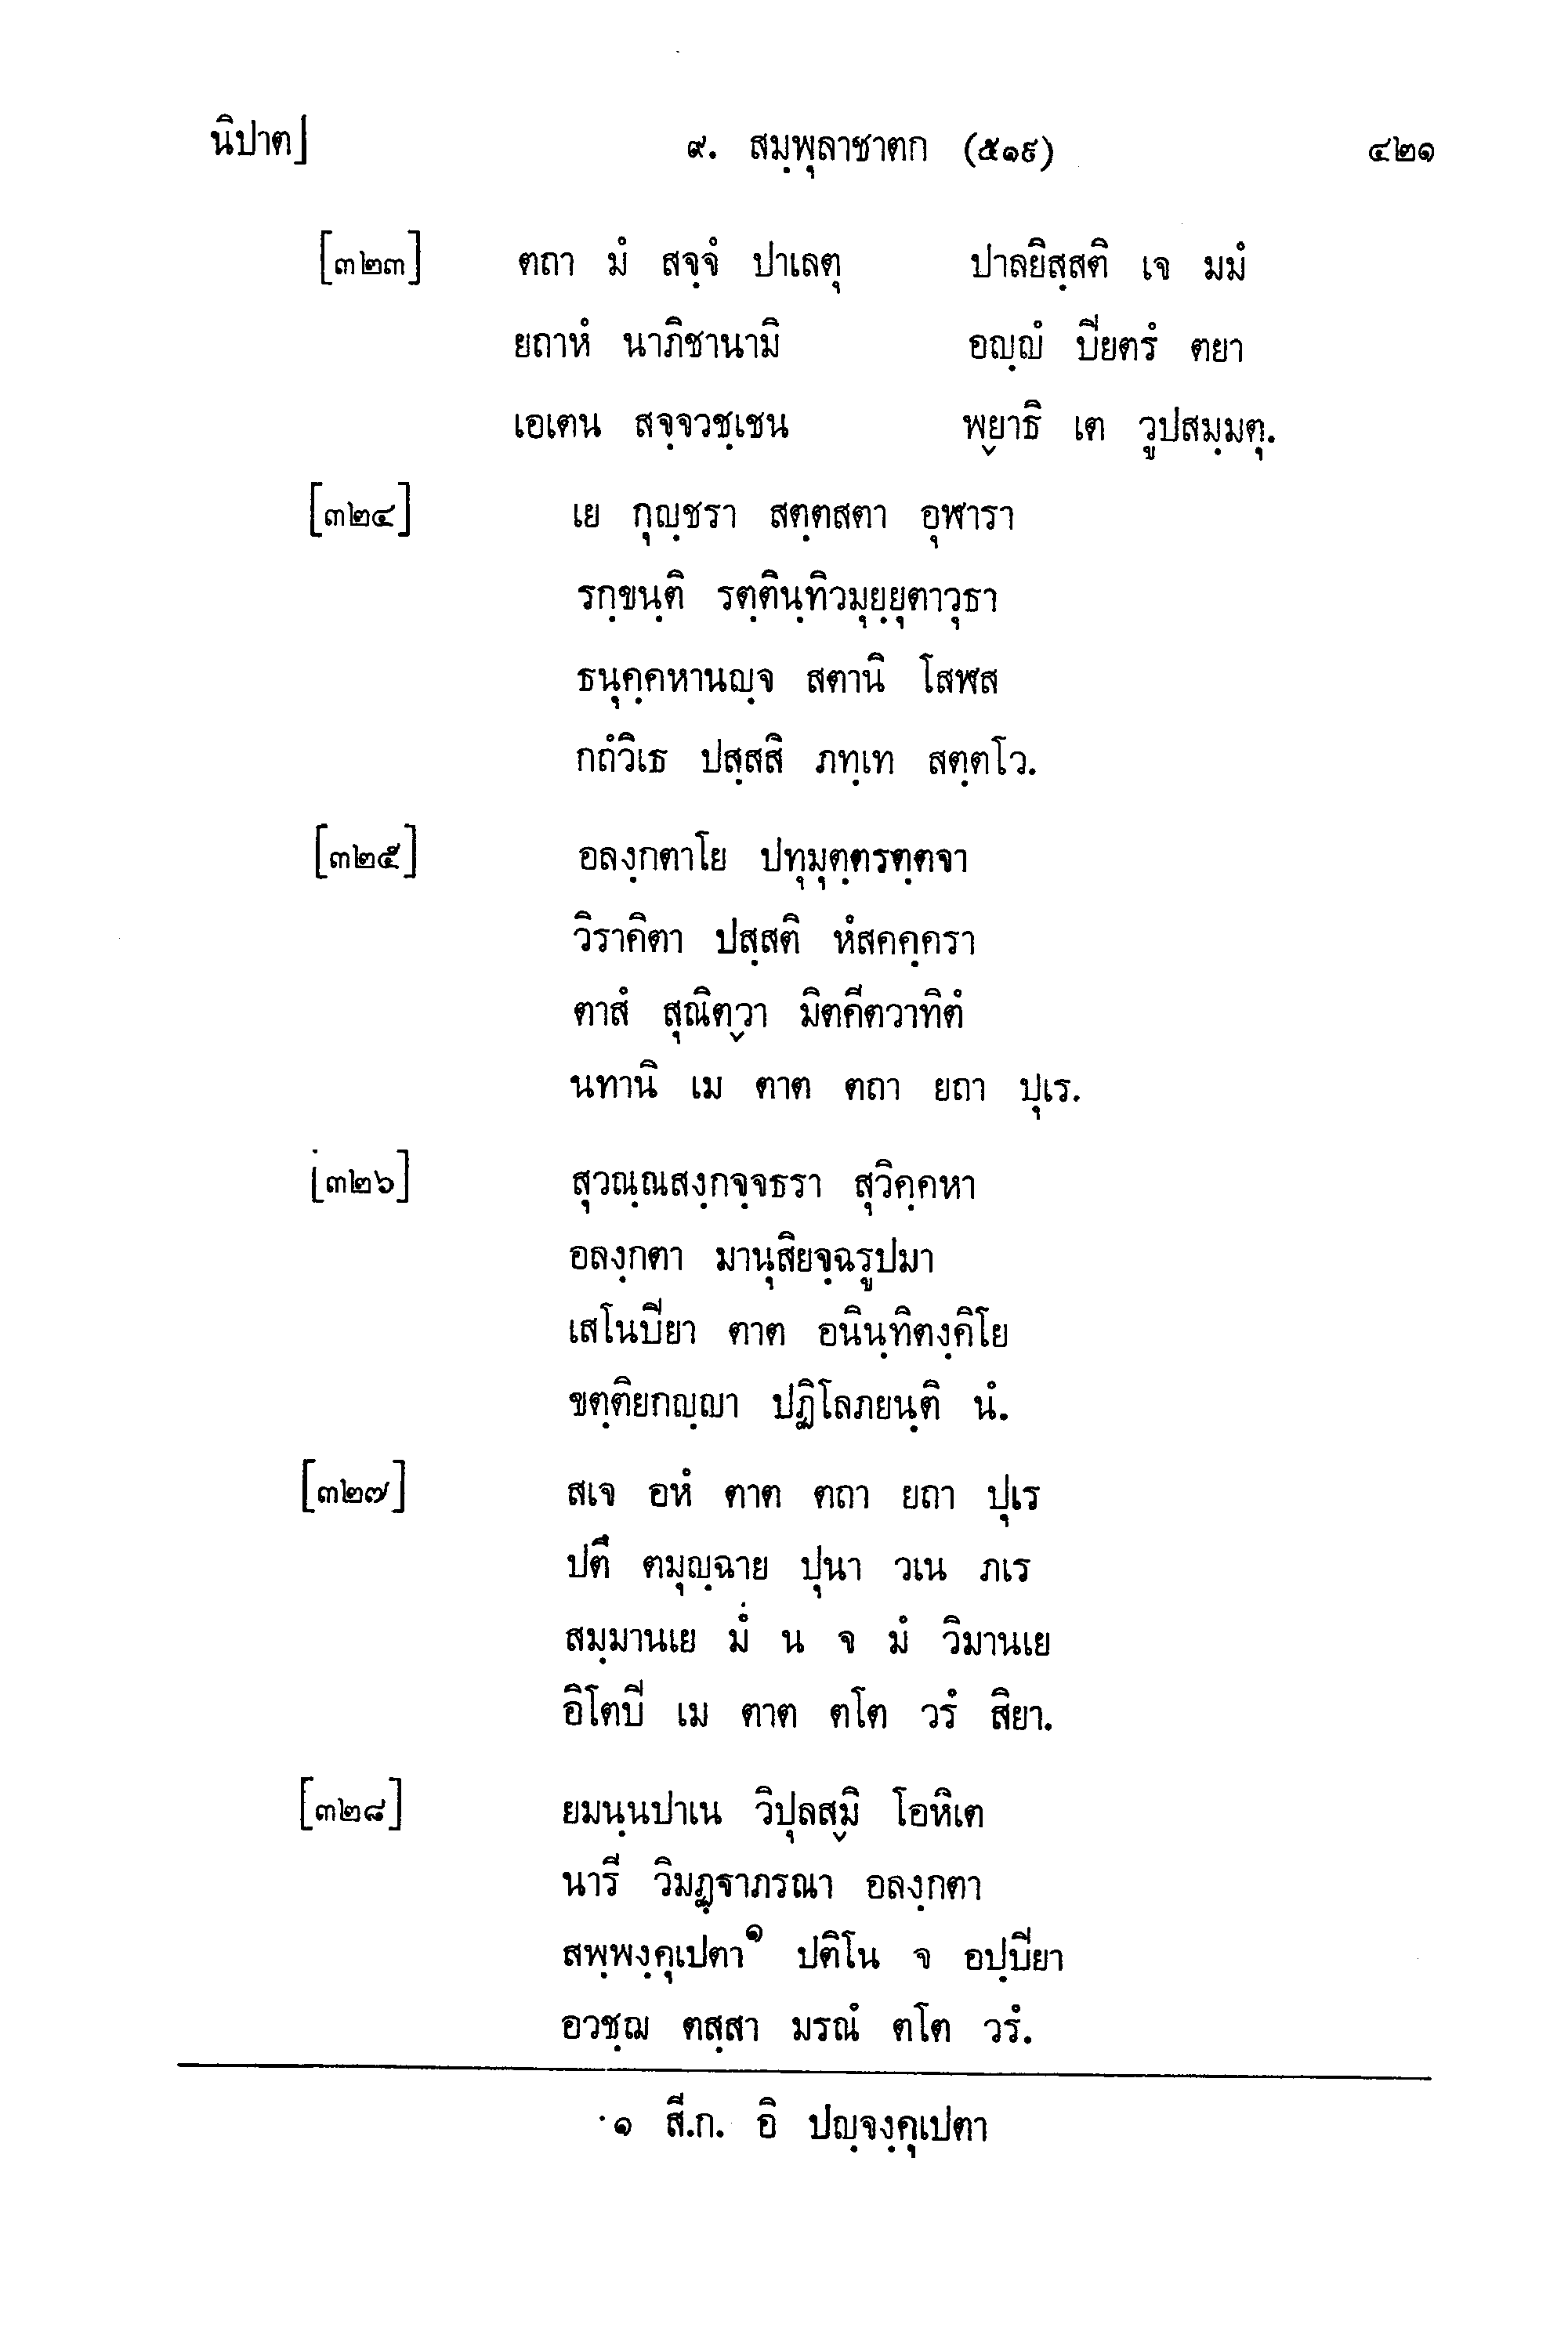 นิปาต] ๙. สมฺพุลาชาตก (๕๑๙) ๔๒๑
[๓๒๓] ตถา มํ สจฺจํ ปาเลตุ ปาลยิสฺสติ เจ มมํ
ยถาหํ นาภิชานามิ อญฺญํ ปิยตรํ ตยา
เอเตน สจฺจวชฺเชน พฺยาธิ เต วูปสมฺมตุ.
[๓๒๔] เย กุญฺชรา สตฺตสตา อุฬารา
รกฺขนฺติ รตฺตินฺทิวมุยฺยุตาวุธา
ธนุคฺคหานญฺจ สตานิ โสฬส
กถํวิเธ ปสฺสสิ ภทฺเท สตฺตโว.
[๓๒๕] อลงฺกตาโย ปทุมุตฺตรตฺตจา
วิราคิตา ปสฺสติ หํสคคฺครา
ตาสํ สุณิตฺวา มิตคีตวาทิตํ
นทานิ เม ตาต ตถา ยถา ปุเร.
[๓๒๖] สุวณฺณสงฺกจฺจธรา สุวิคฺคหา
อลงฺกตา มานุสิยจฺฉรูปมา
เสโนปิยา ตาต อนินฺทิตงฺคิโย
ขตฺติยกญฺญา ปฏิโลภยนฺติ นํ.
[๓๒๗] สเจ อหํ ตาต ตถา ยถา ปุเร
ปตึ ตมุญฺฉาย ปุนา วเน ภเร
สมฺมานเย มํ น จ มํ วิมานเย
อิโตปิ เม ตาต ตโต วรํ สิยา.
[๓๒๘] ยมนฺนปาเน วิปุลสฺมิ โอหิเต
นารี วิมฏฺฐาภรณา อลงฺกตา
สพฺพงฺคุเปตา๑ ปติโน จ อปฺปิยา
อวชฺฌ ตสฺสา มรณํ ตโต วรํ.
๑ สี.ก. อิ ปญฺจงฺคุเปตา